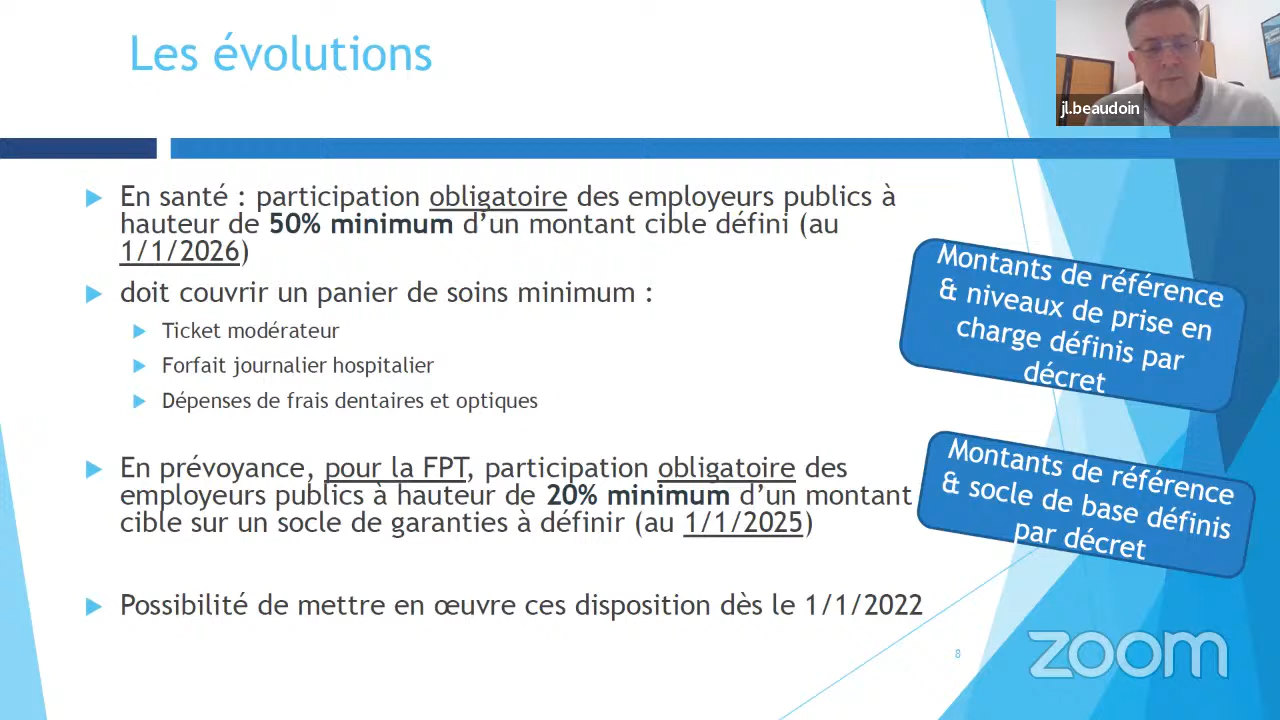 Les évolutions
jl.beaudoin
En santé : participation obligatoire des employeurs publics à
hauteur de 50% minimum d’un montant cible défini (au
1/1/2026)
doit couvrir un panier de soins minimum :
Ticket modérateur
Forfait journalier hospitalier
Dépenses de frais dentaires et optiques
Montants de référence
& niveaux de prise en
charge définis par
décret
En prévoyance, pour la FPT, participation obligatoire des
employeurs publics à hauteur de 20% minimum d’un montant
cible sur un socle de garanties à définir (au 1/1/2025)
Montants de référence
& socle de base définis
par décret
Possibilité de mettre en œuvre ces disposition dès le 1/1/2022
8
zoom